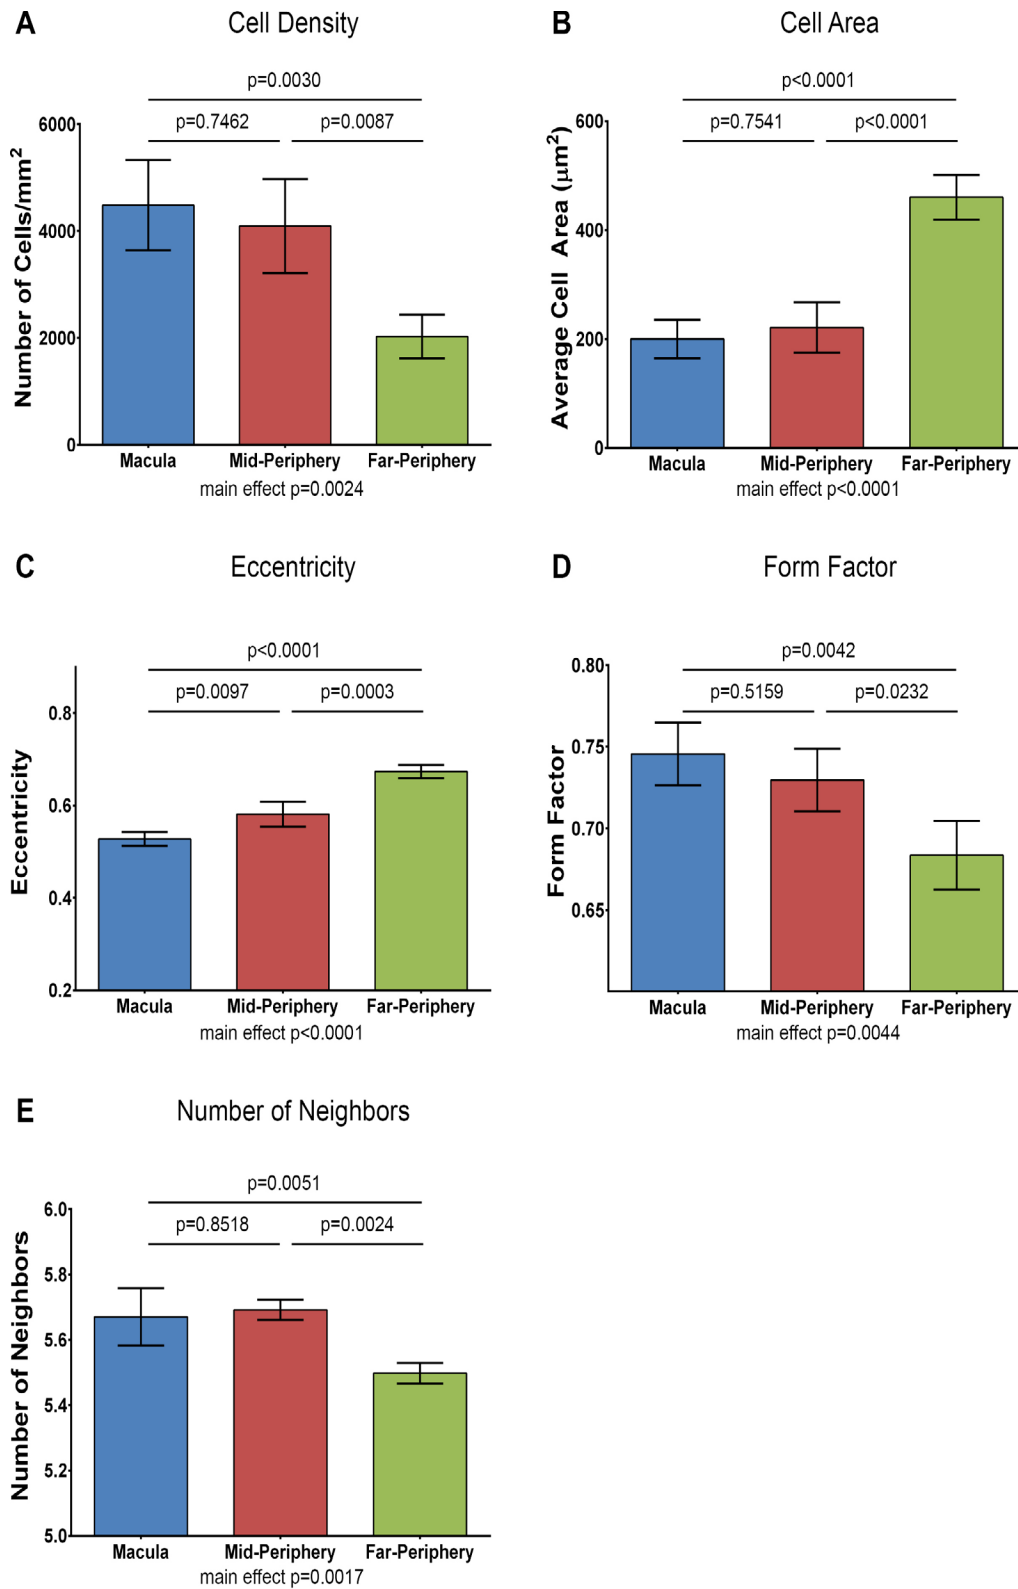 A Cell Density
p=0.0030
p=0.7462 p=0.0087
Number of Cells/mm²
6000
4000
2000
0
Macula Mid-Periphery Far-Periphery
main effect p=0.0024
B Cell Area
p<0.0001
p=0.7541 p<0.0001
Average Cell Area (μm²)
600
400
200
0
Macula Mid-Periphery Far-Periphery
main effect p<0.0001
C Eccentricity
p<0.0001
p=0.0097 p=0.0003
Eccentricity
0.8
0.6
0.4
0.2
Macula Mid-Periphery Far-Periphery
main effect p<0.0001
D Form Factor
p=0.0042
p=0.5159 p=0.0232
Form Factor
0.80
0.75
0.70
0.65
Macula Mid-Periphery Far-Periphery
main effect p=0.0044
E Number of Neighbors
p=0.0051
p=0.8518 p=0.0024
Number of Neighbors
6.0
5.8
5.6
5.4
5.2
5.0
Macula Mid-Periphery Far-Periphery
main effect p=0.0017